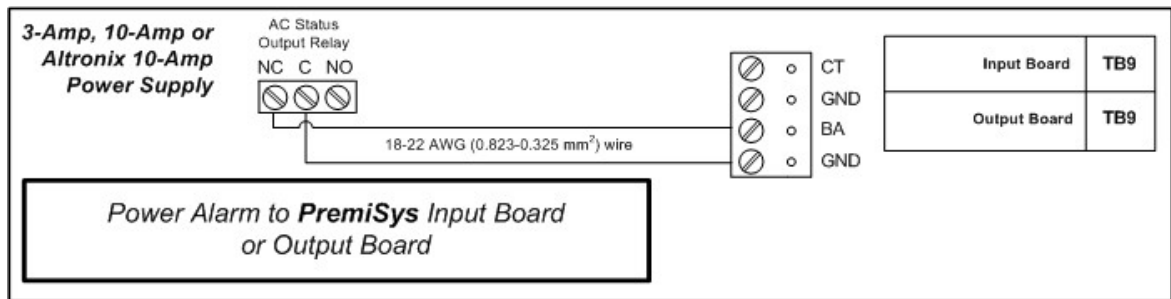 3-Amp, 10-Amp or
Altronix 10-Amp
Power Supply
AC Status
Output Relay
NC C NO
CT
GND
BA
GND
18-22 AWG (0.823-0.325 mm²) wire
Input Board TB9
Output Board TB9
Power Alarm to PremiSys Input Board
or Output Board